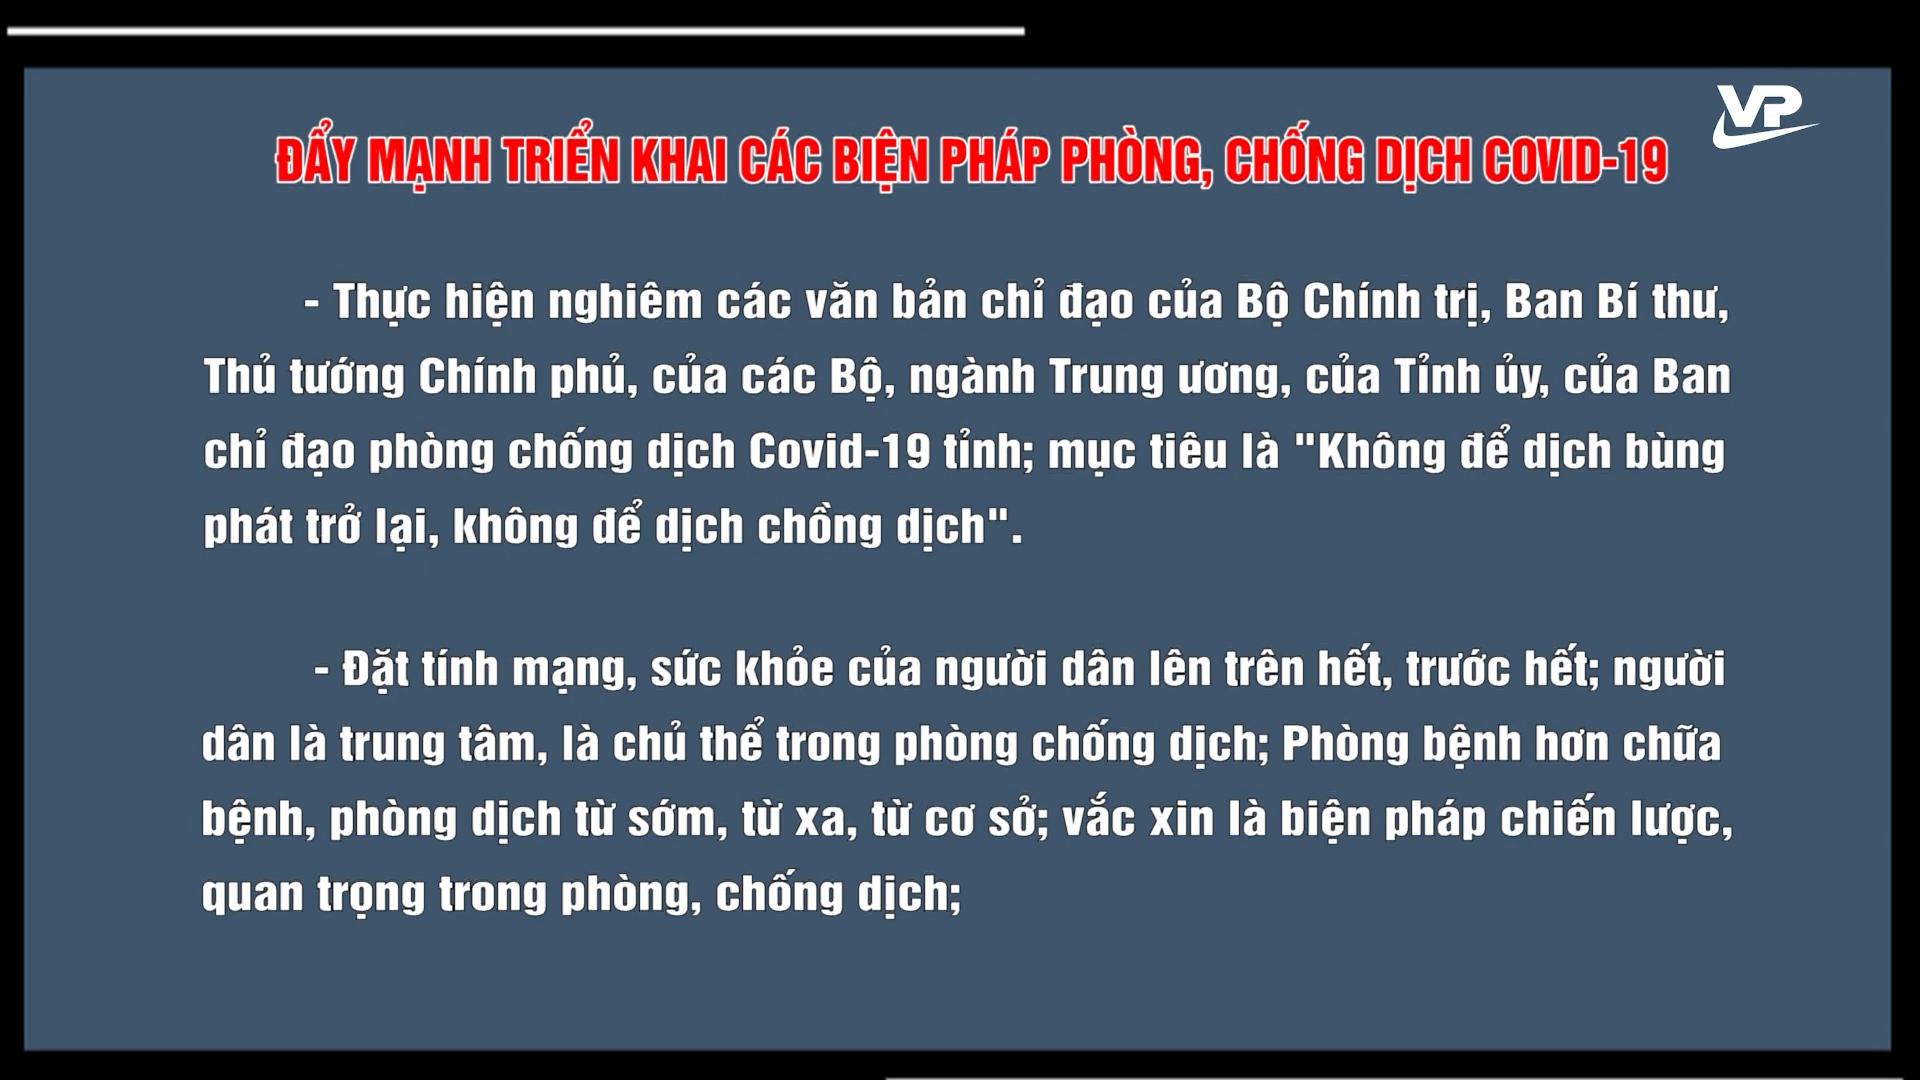 VP
ĐẨY MẠNH TRIỂN KHAI CÁC BIỆN PHÁP PHÒNG, CHỐNG DỊCH COVID-19
- Thực hiện nghiêm các văn bản chỉ đạo của Bộ Chính trị, Ban Bí thư,
Thủ tướng Chính phủ, của các Bộ, ngành Trung ương, của Tỉnh ủy, của Ban
chỉ đạo phòng chống dịch Covid-19 tỉnh; mục tiêu là "Không để dịch bùng
phát trở lại, không để dịch chồng dịch".
- Đặt tính mạng, sức khỏe của người dân lên trên hết, trước hết; người
dân là trung tâm, là chủ thể trong phòng chống dịch; Phòng bệnh hơn chữa
bệnh, phòng dịch từ sớm, từ xa, từ cơ sở; vắc xin là biện pháp chiến lược,
quan trọng trong phòng, chống dịch;